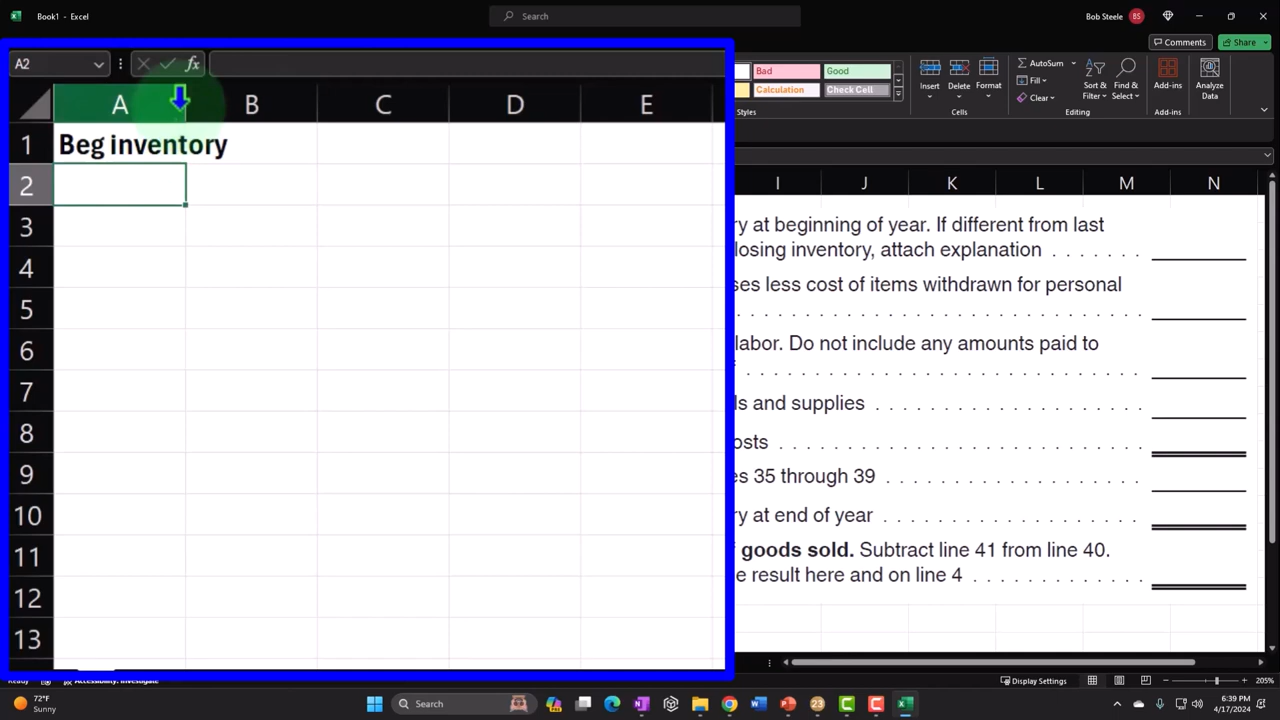 Book1 - Excel
Search
Bob Steele BS
Comments
Share
A2
fx
Bad
Good
Calculation
Check Cell
Styles
Insert
Delete
Format
Cells
AutoSum
Fill
Clear
Sort &
Filter
Find &
Select
Editing
Add-ins
Add-ins
Analyze
Data
A B C D E
I J K L M N
1 Beg inventory
2
3
4
5
6
7
8
9
10
11
12
13
ry at beginning of year. If different from last
losing inventory, attach explanation . . . . . . .
ses less cost of items withdrawn for personal
labor. Do not include any amounts paid to
ls and supplies
osts
es 35 through 39
ry at end of year
goods sold. Subtract line 41 from line 40.
e result here and on line 4
Display Settings
205%
72°F
Sunny
Search
23
6:39 PM
4/17/2024